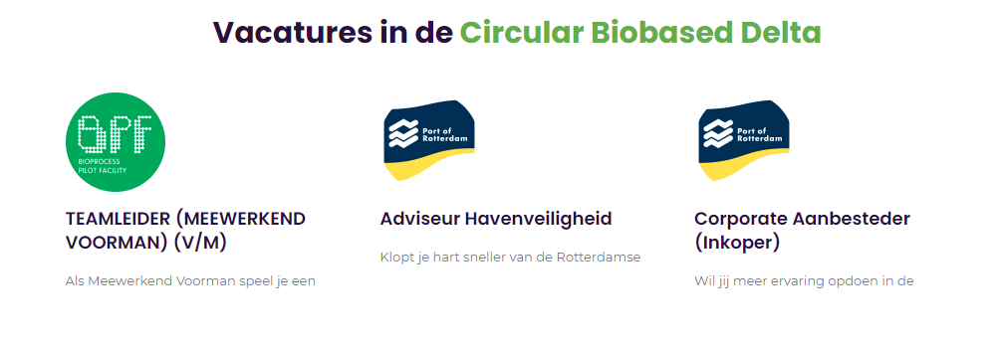 Vacatures in de Circular Biobased Delta
BPF
BIOPROCESS
PILOT FACILITY
TEAMLEIDER (MEEWERKEND
VOORMAN) (V/M)
Als Meewerkend Voorman speel je een
Port of
Rotterdam
Adviseur Havenveiligheid
Klopt je hart sneller van de Rotterdamse
Port of
Rotterdam
Corporate Aanbesteder
(Inkoper)
Wil jij meer ervaring opdoen in de